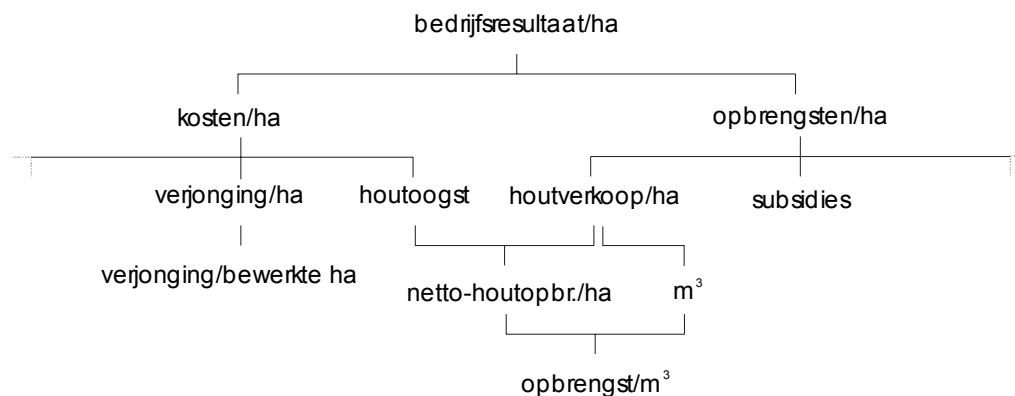 bedrijfsresultaat/ha
kosten/ha
opbrengsten/ha
verjonging/ha
houtoogst
houtverkoop/ha
subsidies
verjonging/bewerkte ha
netto-houtopbr./ha
m³
opbrengst/m³